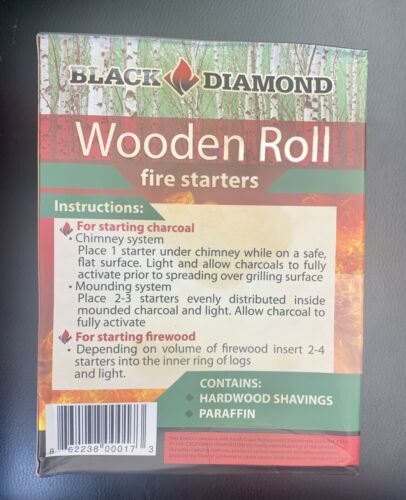 BLACK DIAMOND
Wooden Roll
fire starters
Instructions:
For starting charcoal
• Chimney system
Place 1 starter under chimney while on a safe,
flat surface. Light and allow charcoals to fully
activate prior to spreading over grilling surface
• Mounding system
Place 2-3 starters evenly distributed inside
mounded charcoal and light. Allow charcoal to
fully activate
For starting firewood
• Depending on volume of firewood insert 2-4
starters into the inner ring of logs
and light.
CONTAINS:
HARDWOOD SHAVINGS
PARAFFIN
8 62238 00017 3